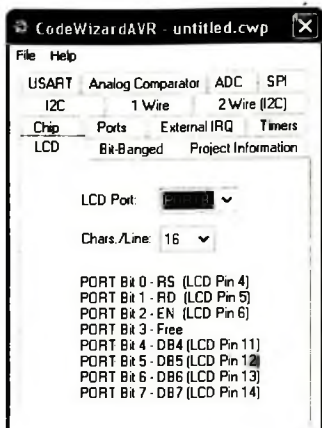 CodeWizardAVR - untitled.cwp
File Help
USART Analog Comparator ADC SPI
I2C 1 Wire 2 Wire (I2C)
Chip Ports External IRQ Timers
LCD Bit-Banged Project Information
LCD Port:
Chars./Line: 16
PORT Bit 0 - RS (LCD Pin 4)
PORT Bit 1 - RD (LCD Pin 5)
PORT Bit 2 - EN (LCD Pin 6)
PORT Bit 3 - Free
PORT Bit 4 - DB4 (LCD Pin 11)
PORT Bit 5 - DB5 (LCD Pin 12)
PORT Bit 6 - DB6 (LCD Pin 13)
PORT Bit 7 - DB7 (LCD Pin 14)